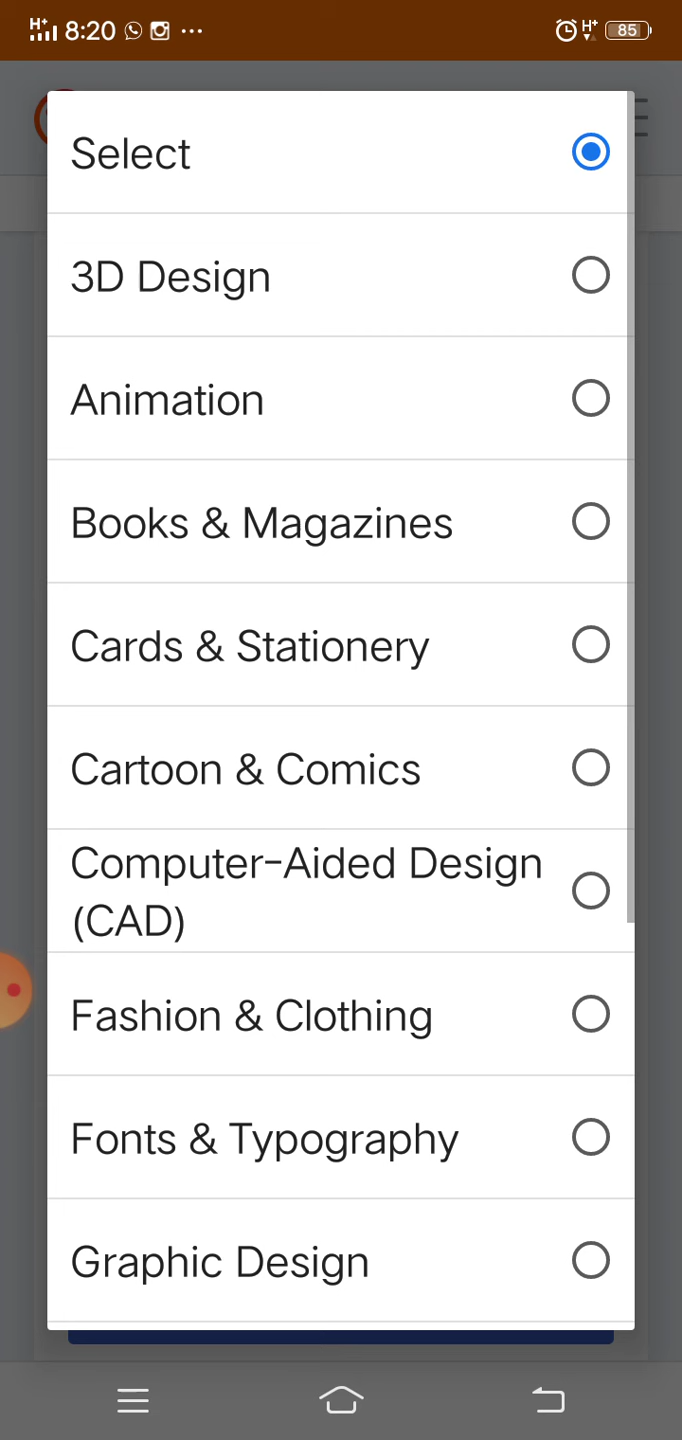 H+ 8:20 ... H+ 85
Select
3D Design
Animation
Books & Magazines
Cards & Stationery
Cartoon & Comics
Computer-Aided Design
(CAD)
Fashion & Clothing
Fonts & Typography
Graphic Design